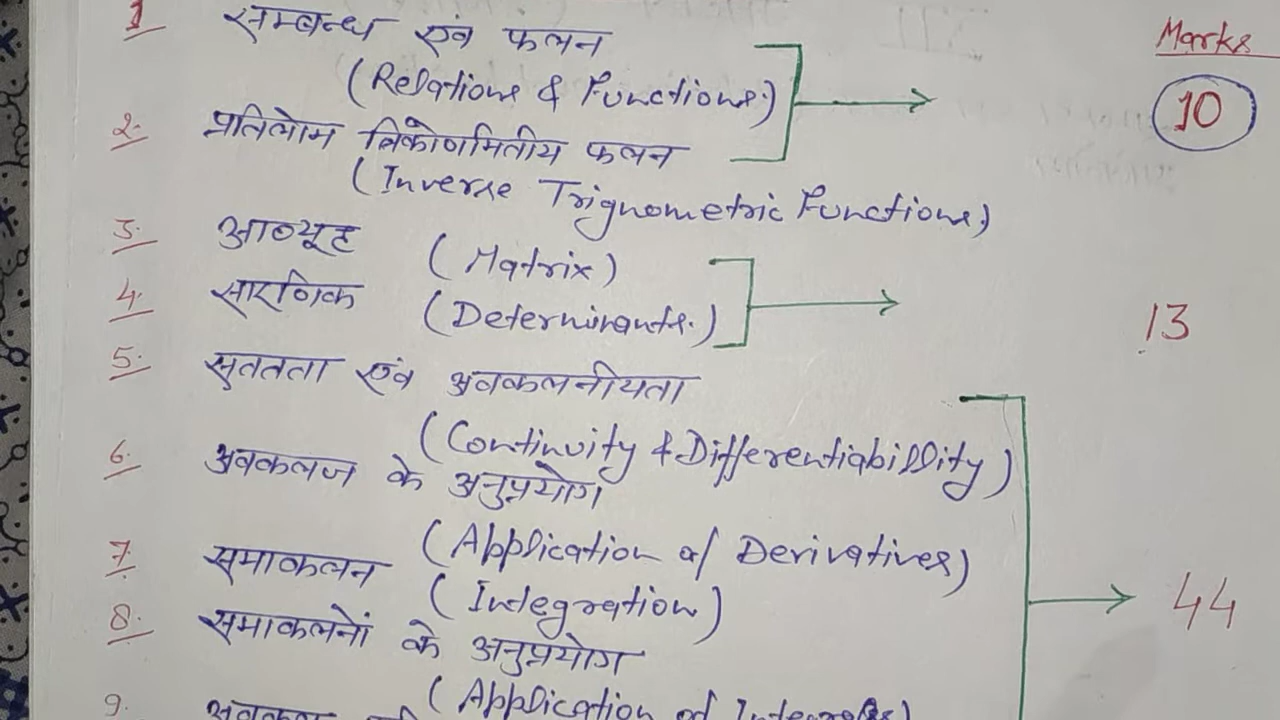 Marks
1 सम्बन्ध एवं फलन
(Relations & Functions.)
10
2. प्रतिलोम त्रिकोणमितीय फलन
(Inverse Trignometric Functions)
3. आव्यूह (Matrix)
4. सारणिक (Determinants.)
13
5. सततता एवं अवकलनीयता
(Continuity & Differentiability)
6. अवकलज के अनुप्रयोग
(Application of Derivatives)
7. समाकलन (Integration)
44
8. समाकलनों के अनुप्रयोग
(Application of Integrals)
9.